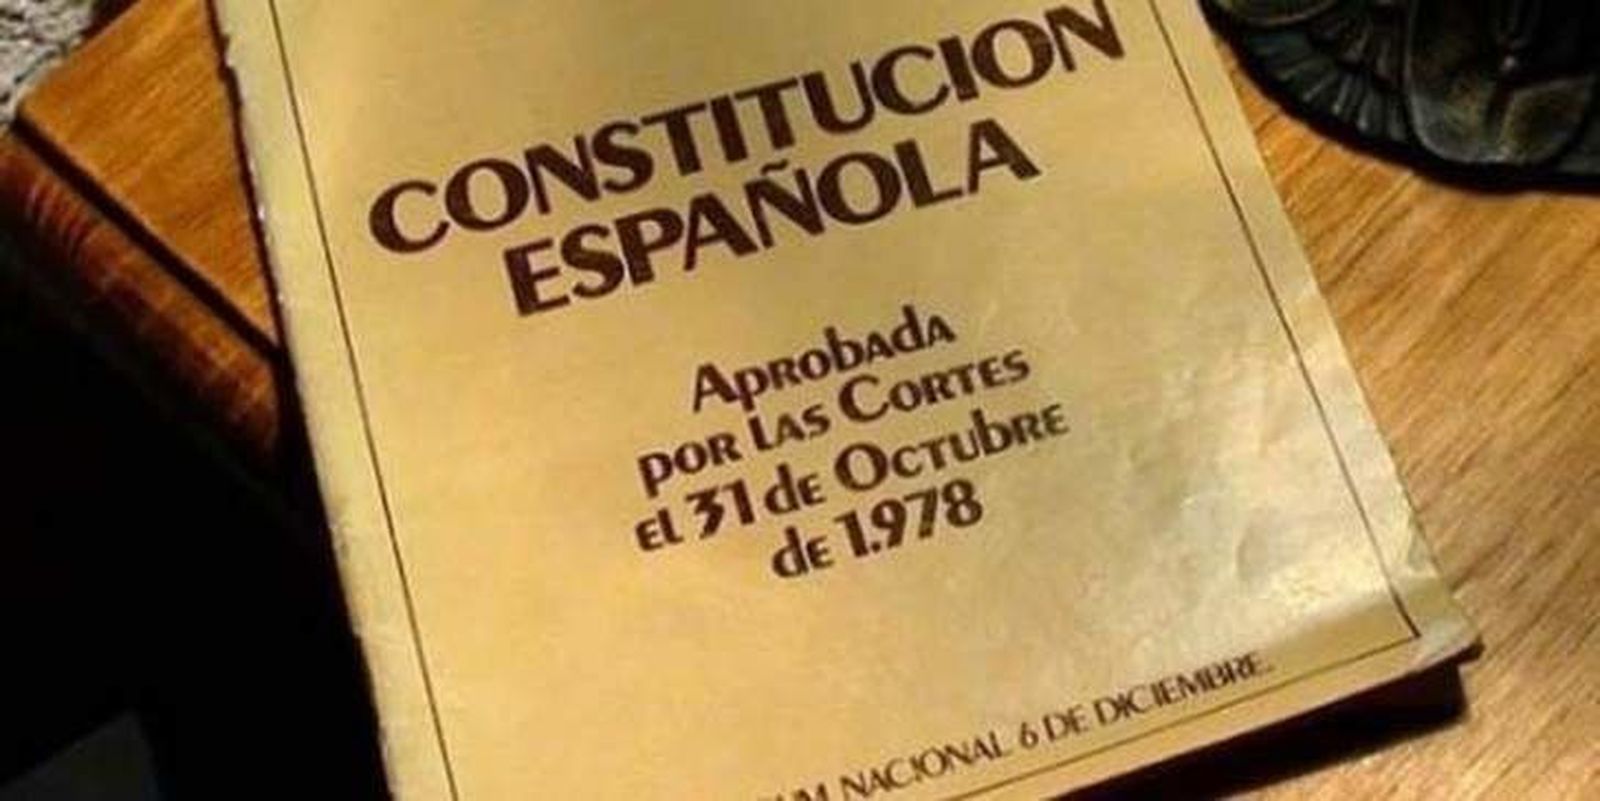 CONSTITUCION
ESPAÑOLA
Aprobada
por las Cortes
el 31 de Octubre
de 1.978
NACIONAL 6 DE DICIEMBRE.